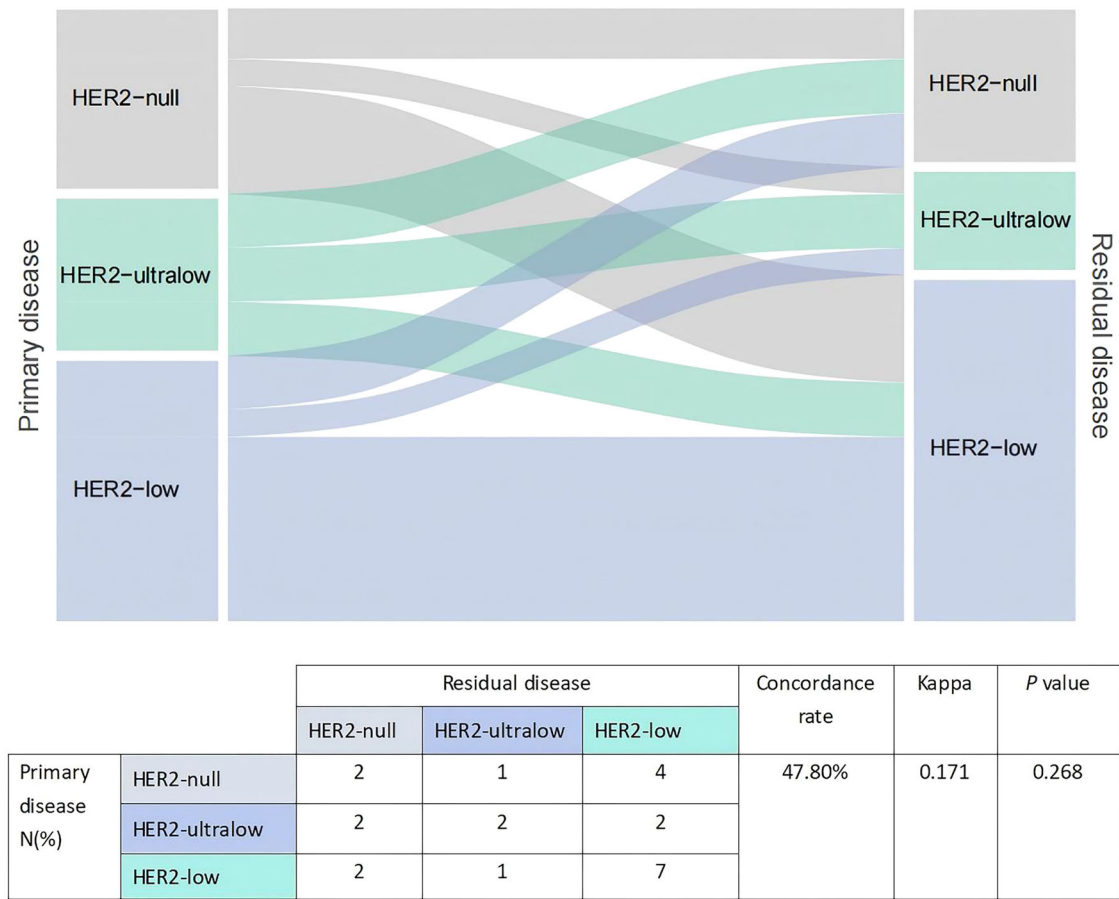 HER2-null
HER2-null
HER2-ultralow
HER2-ultralow
Primary disease
Residual disease
HER2-low
HER2-low
Residual disease
Concordance rate
Kappa
P value
HER2-null
HER2-ultralow
HER2-low
Primary disease N(%)
HER2-null
2
1
4
47.80%
0.171
0.268
HER2-ultralow
2
2
2
HER2-low
2
1
7